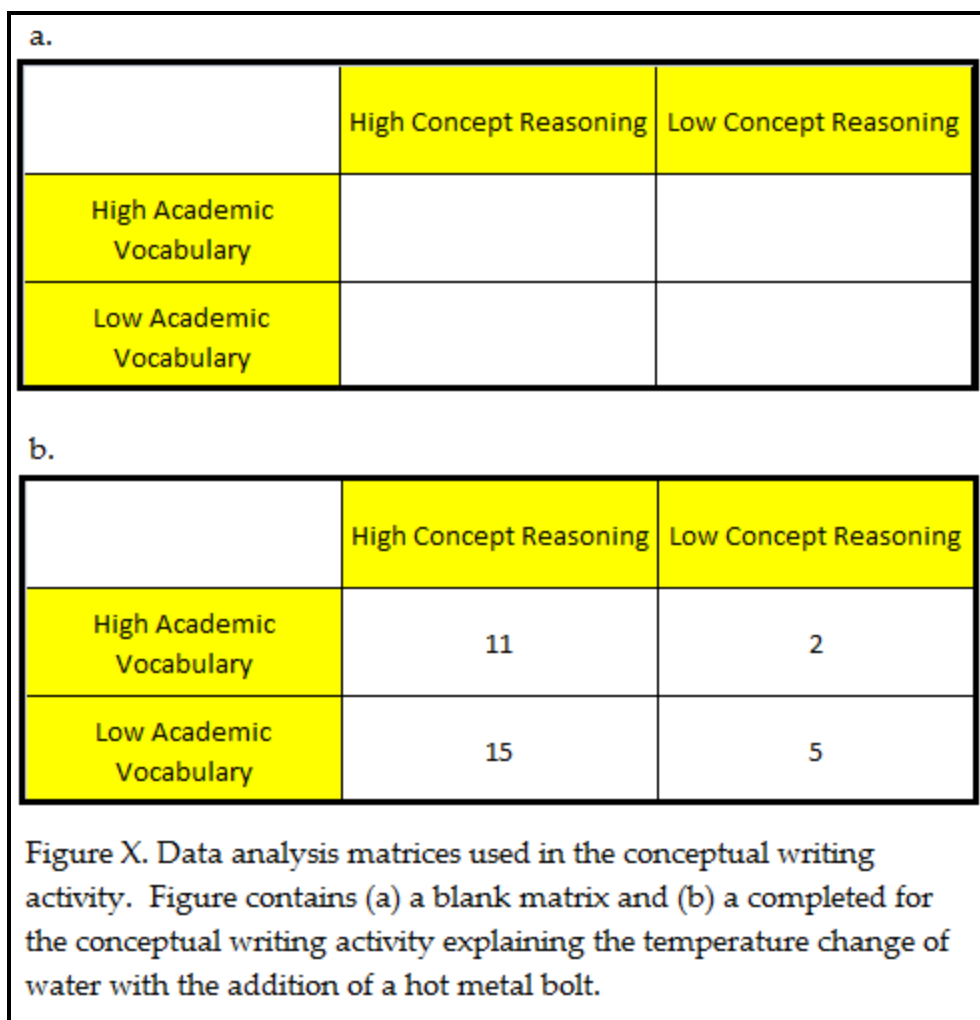 a.
High Concept Reasoning Low Concept Reasoning
High Academic
Vocabulary
Low Academic
Vocabulary
b.
High Concept Reasoning Low Concept Reasoning
High Academic
Vocabulary
11 2
Low Academic
Vocabulary
15 5
Figure X. Data analysis matrices used in the conceptual writing
activity.  Figure contains (a) a blank matrix and (b) a completed for
the conceptual writing activity explaining the temperature change of
water with the addition of a hot metal bolt.